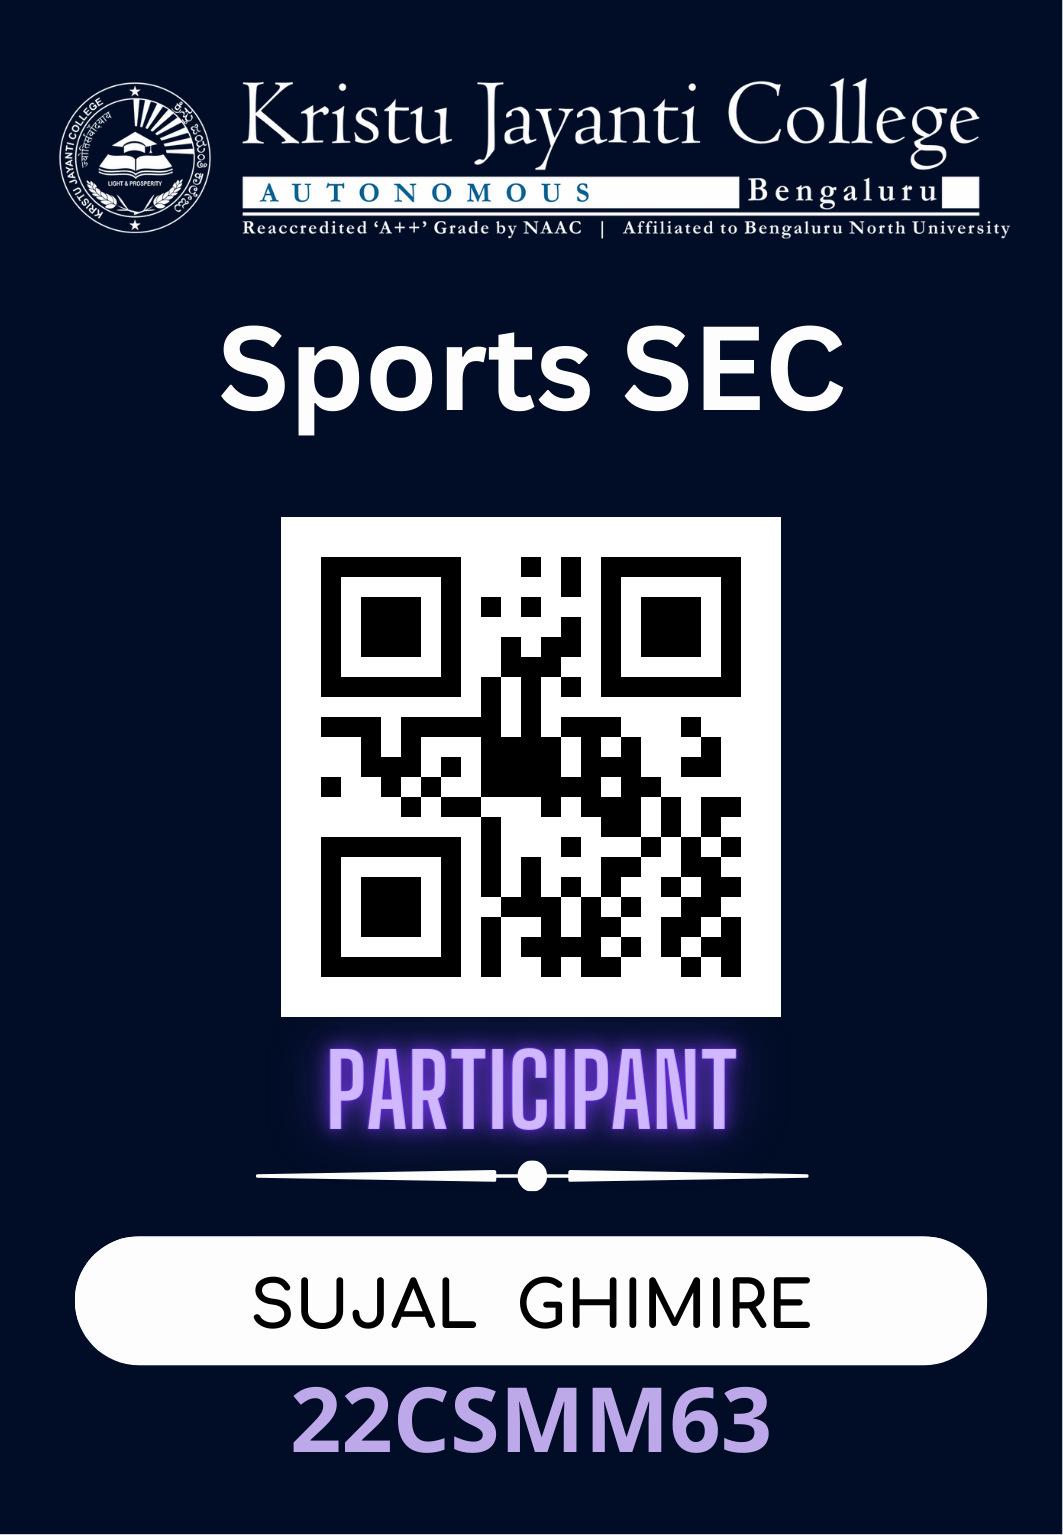 KRISTU JAYANTI COLLEGE
ಕ್ರಿಸ್ತು ಜಯಂತಿ ಕಾಲೇಜು
LIGHT & PROSPERITY
Kristu Jayanti College
AUTONOMOUS Bengaluru
Reaccredited ‘A++’ Grade by NAAC | Affiliated to Bengaluru North University
Sports SEC
PARTICIPANT
SUJAL GHIMIRE
22CSMM63